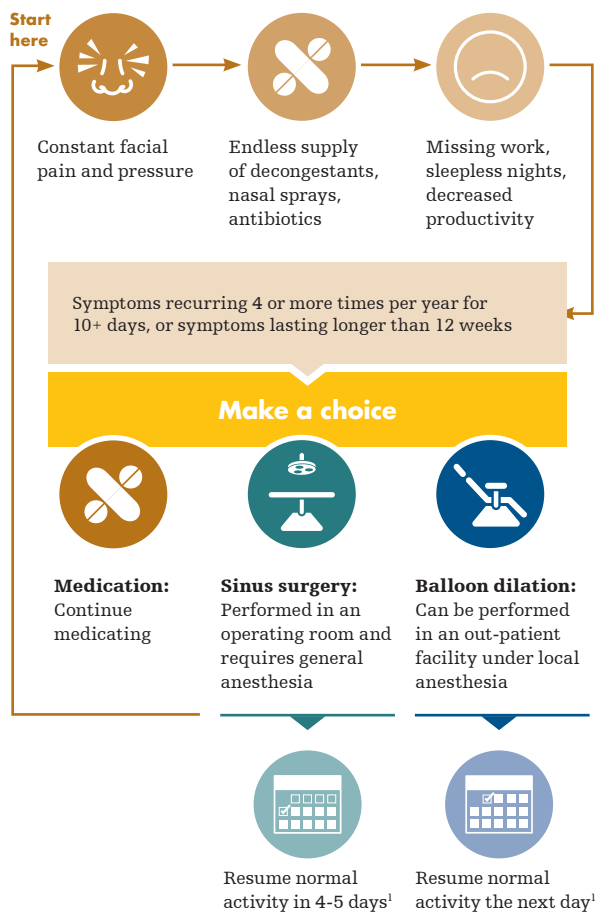 Start
here
Constant facial
pain and pressure
Endless supply
of decongestants,
nasal sprays,
antibiotics
Missing work,
sleepless nights,
decreased
productivity
Symptoms recurring 4 or more times per year for
10+ days, or symptoms lasting longer than 12 weeks
Make a choice
Medication:
Continue
medicating
Sinus surgery:
Performed in an
operating room and
requires general
anesthesia
Balloon dilation:
Can be performed
in an out-patient
facility under local
anesthesia
Resume normal
activity in 4-5 days¹
Resume normal
activity the next day¹